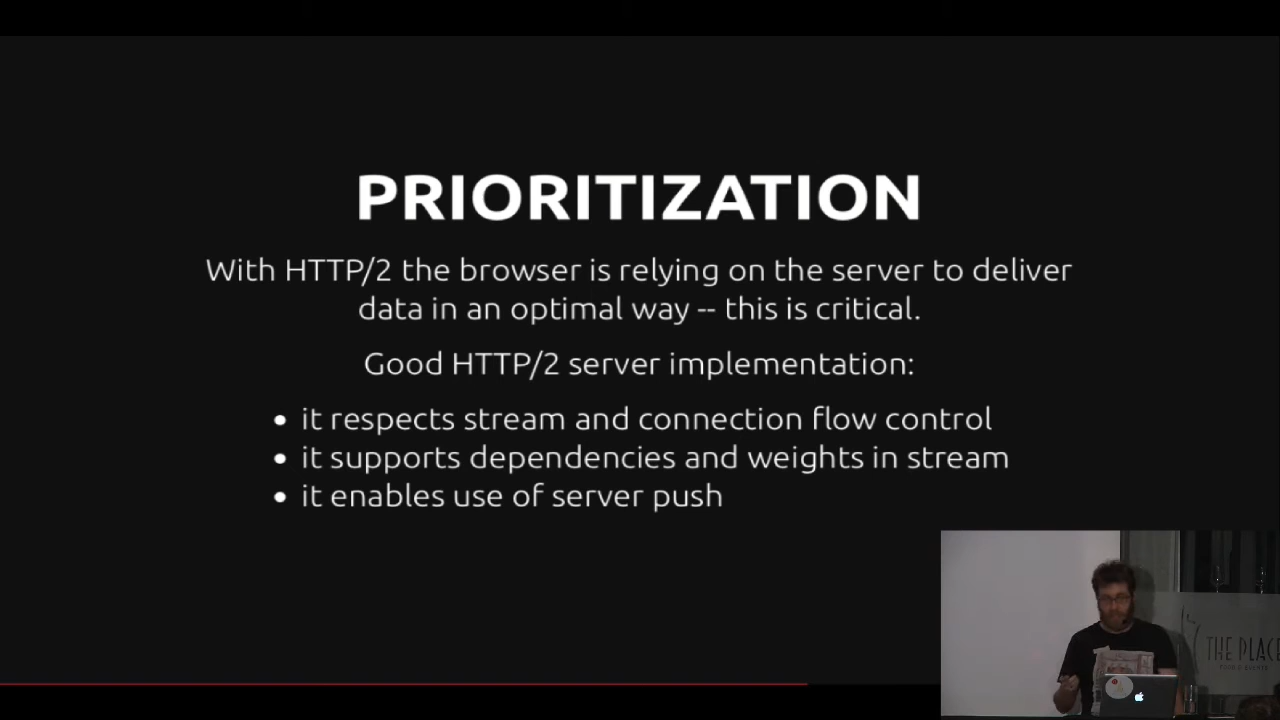 PRIORITIZATION
With HTTP/2 the browser is relying on the server to deliver
data in an optimal way -- this is critical.
Good HTTP/2 server implementation:
• it respects stream and connection flow control
• it supports dependencies and weights in stream
• it enables use of server push
THE PLACE